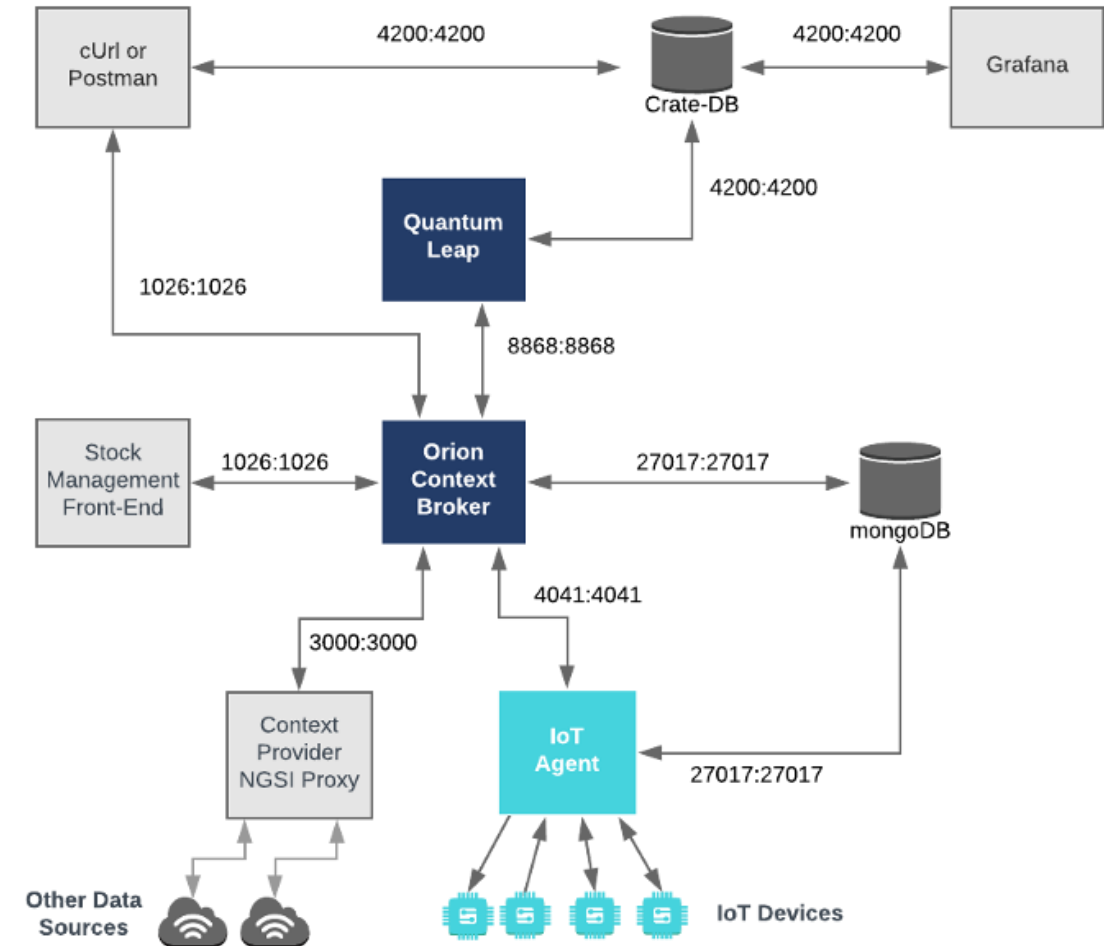 cUrl or
Postman
4200:4200
Crate-DB
4200:4200
Grafana
4200:4200
Quantum
Leap
1026:1026
8868:8868
Stock
Management
Front-End
1026:1026
Orion
Context
Broker
27017:27017
mongoDB
4041:4041
3000:3000
Context
Provider
NGSI Proxy
IoT
Agent
27017:27017
Other Data
Sources
IoT Devices